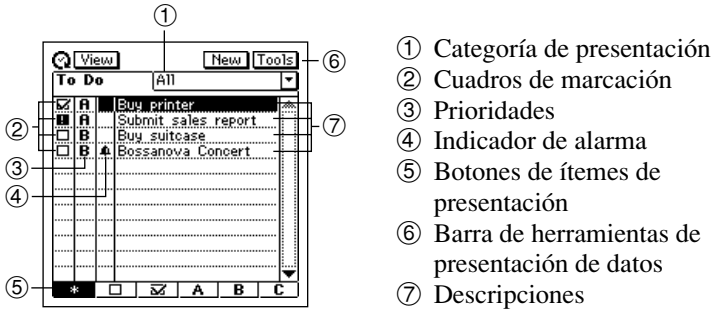 ①
View New Tools ⑥
To Do All
A Buy printer
! A Submit sales report
② B Buy suitcase ⑦
B Bossanova Concert
③
④
⑤ * A B C
① Categoría de presentación
② Cuadros de marcación
③ Prioridades
④ Indicador de alarma
⑤ Botones de ítemes de
presentación
⑥ Barra de herramientas de
presentación de datos
⑦ Descripciones